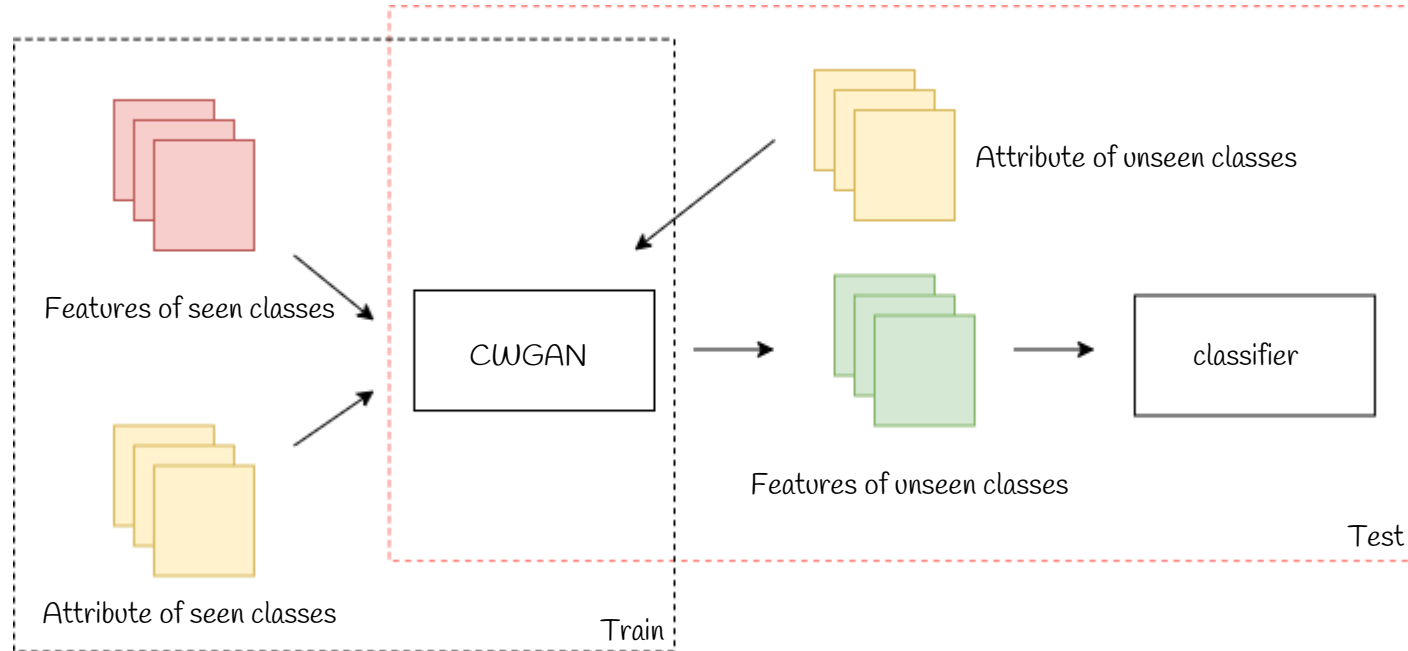 Attribute of unseen classes
Features of seen classes
CWGAN
classifier
Features of unseen classes
Test
Attribute of seen classes
Train